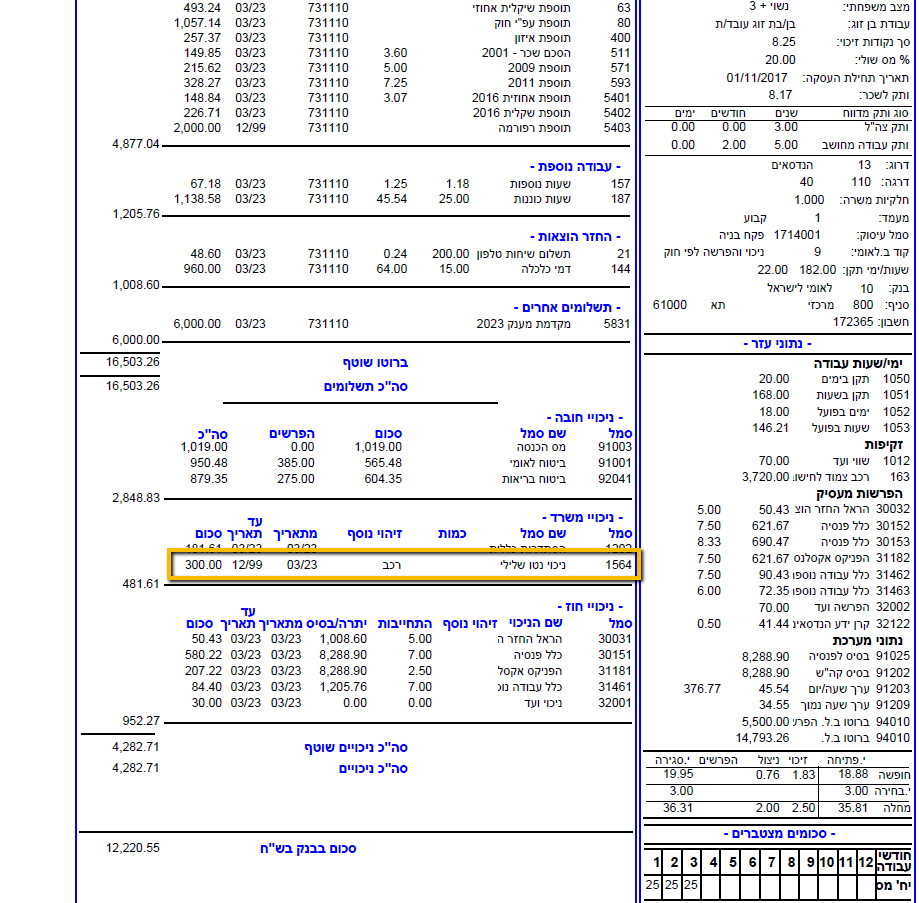 מצב משפחתי: נשוי + 3
עבודת בן זוג: בן/בת זוג עובד/ת
סך נקודות זיכוי: 8.25
% מס שולי: 20.00
תאריך תחילת העסקה: 01/11/2017
ותק לשכר: 8.17
סוג ותק מדווח שנים חודשים ימים
ותק צה"ל 3.00 0.00 0.00
ותק עבודה מחושב 5.00 2.00 0.00
דרוג: 13 הנדסאים
דרגה: 110 40
חלקיות משרה: 1.000
מעמד: 1 קבוע
סמל עיסוק: 1714001 פקח בניה
קוד ב.לאומי: 9 ניכוי והפרשה לפי חוק
שעות/ימי תקן: 182.00 22.00
בנק: 10 לאומי לישראל
סניף: 800 מרכזי תא 61000
חשבון: 172365
- נתוני עזר -
ימי/שעות עבודה
1050 תקן בימים 20.00
1051 תקן בשעות 168.00
1052 ימים בפועל 18.00
1053 שעות בפועל 146.21
זקיפות
1012 שווי ועד 70.00
163 רכב צמוד לחישו 3,720.00
הפרשות מעסיק
30032 הראל החזר הוצ 50.43 5.00
30152 כלל פנסיה 621.67 7.50
30153 כלל פנסיה 690.47 8.33
31182 הפניקס אקסלנס 621.67 7.50
31462 כלל עבודה נוספו 90.43 7.50
31463 כלל עבודה נוספו 72.35 6.00
32002 הפרשה ועד 70.00
32122 קרן ידע הנדסאינ 41.44 0.50
נתוני מערכת
91025 בסיס לפנסיה 8,288.90
91202 בסיס קה"ש 8,288.90
91203 ערך שעה/יום 45.54 376.77
91209 ערך שעה נמוך 34.55
94010 ברוטו ב.ל. הפרע 5,500.00
94010 ברוטו ב.ל. 14,793.26
י.פתיחה זיכוי ניצול הפרשים י.סגירה
חופשה 18.88 1.83 0.76 19.95
י.בחירה 3.00 3.00
מחלה 35.81 2.50 2.00 36.31
- סכומים מצטברים -
חודשי עבודה 12 11 10 9 8 7 6 5 4 3 2 1
יח' מס 25 25 25
63 תוספת שיקלית אחוזי 731110 03/23 493.24
80 תוספת עפ"י חוק 731110 03/23 1,057.14
400 תוספת איזון 731110 03/23 257.37
511 הסכם שכר - 2001 3.60 731110 03/23 149.85
571 תוספת 2009 5.00 731110 03/23 215.62
593 תוספת 2011 7.25 731110 03/23 328.27
5401 תוספת אחוזית 2016 3.07 731110 03/23 148.84
5402 תוספת שקלית 2016 731110 03/23 226.71
5403 תוספת רפורמה 731110 12/99 2,000.00
4,877.04
- עבודה נוספת -
157 שעות נוספות 1.18 1.25 731110 03/23 67.18
187 שעות כוננות 25.00 45.54 731110 03/23 1,138.58
1,205.76
- החזר הוצאות -
21 תשלום שיחות טלפון 200.00 0.24 731110 03/23 48.60
144 דמי כלכלה 15.00 64.00 731110 03/23 960.00
1,008.60
- תשלומים אחרים -
5831 מקדמת מענק 2023 731110 03/23 6,000.00
6,000.00
ברוטו שוטף 16,503.26
סה"כ תשלומים 16,503.26
- ניכויי חובה -
סמל שם סמל סכום הפרשים סה"כ
91003 מס הכנסה 1,019.00 0.00 1,019.00
91001 ביטוח לאומי 565.48 385.00 950.48
92041 ביטוח בריאות 604.35 275.00 879.35
2,848.83
- ניכויי משרד -
סמל שם סמל כמות זיהוי נוסף מתאריך עד תאריך סכום
1564 ניכוי נטו שלילי רכב 03/23 12/99 300.00
481.61
- ניכויי חוז -
סמל שם הניכוי זיהוי נוסף התחייבות יתרה/בסיס מתאריך עד תאריך סכום
30031 הראל החזר ה 5.00 1,008.60 03/23 03/23 50.43
30151 כלל פנסיה 7.00 8,288.90 03/23 03/23 580.22
31181 הפניקס אקסל 2.50 8,288.90 03/23 03/23 207.22
31461 כלל עבודה נוכ 7.00 1,205.76 03/23 03/23 84.40
32001 ניכוי ועד 0.00 0.00 03/23 03/23 30.00
952.27
סה"כ ניכויים שוטף 4,282.71
סה"כ ניכויים 4,282.71
סכום בבנק בש"ח 12,220.55